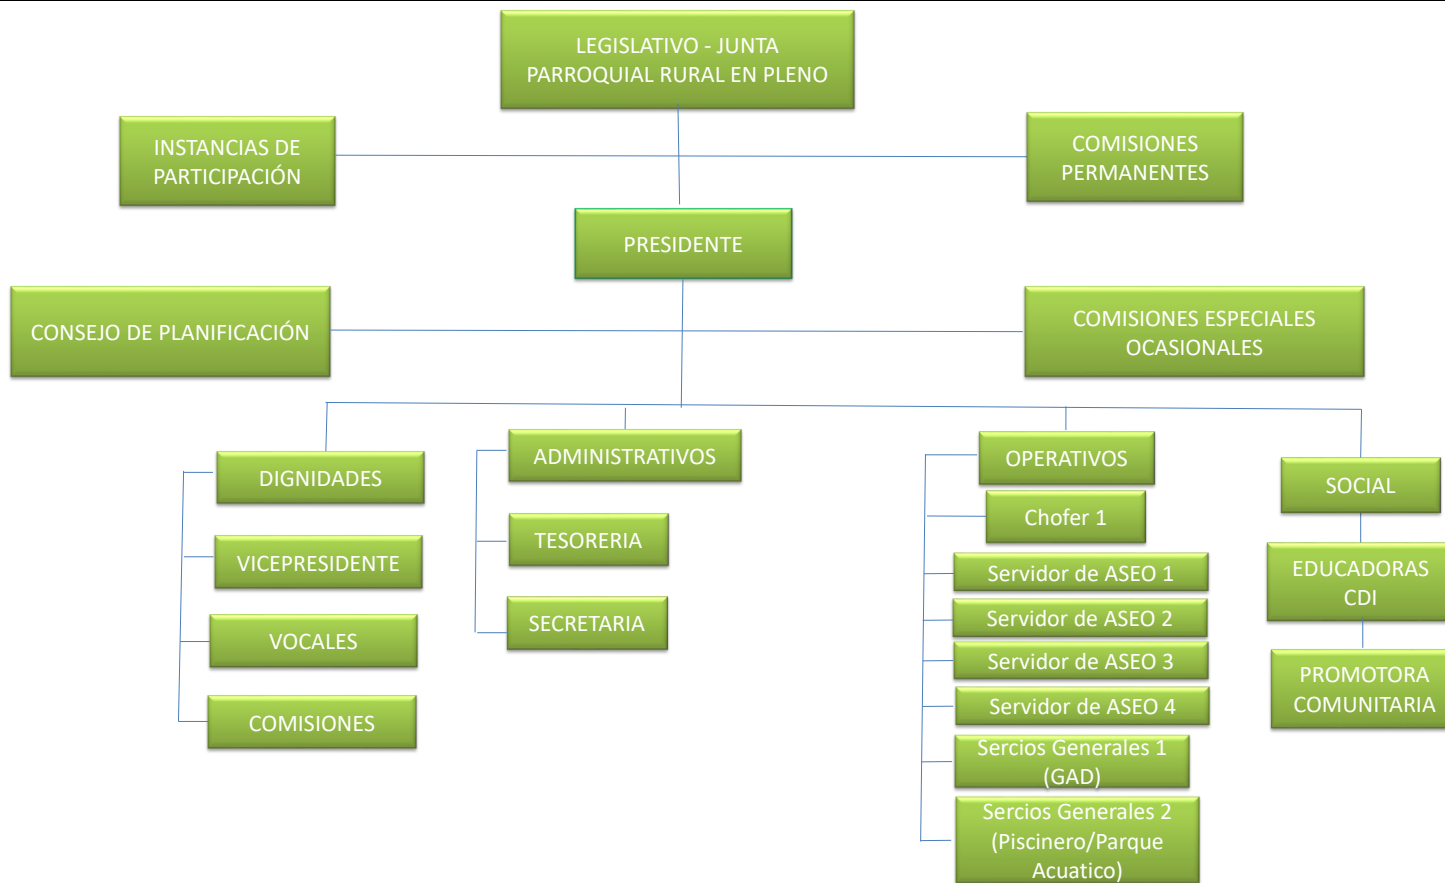 LEGISLATIVO - JUNTA
PARROQUIAL RURAL EN PLENO
INSTANCIAS DE
PARTICIPACIÓN
COMISIONES
PERMANENTES
PRESIDENTE
CONSEJO DE PLANIFICACIÓN
COMISIONES ESPECIALES
OCASIONALES
DIGNIDADES
VICEPRESIDENTE
VOCALES
COMISIONES
ADMINISTRATIVOS
TESORERIA
SECRETARIA
OPERATIVOS
Chofer 1
Servidor de ASEO 1
Servidor de ASEO 2
Servidor de ASEO 3
Servidor de ASEO 4
Sercios Generales 1
(GAD)
Sercios Generales 2
(Piscinero/Parque
Acuatico)
SOCIAL
EDUCADORAS
CDI
PROMOTORA
COMUNITARIA